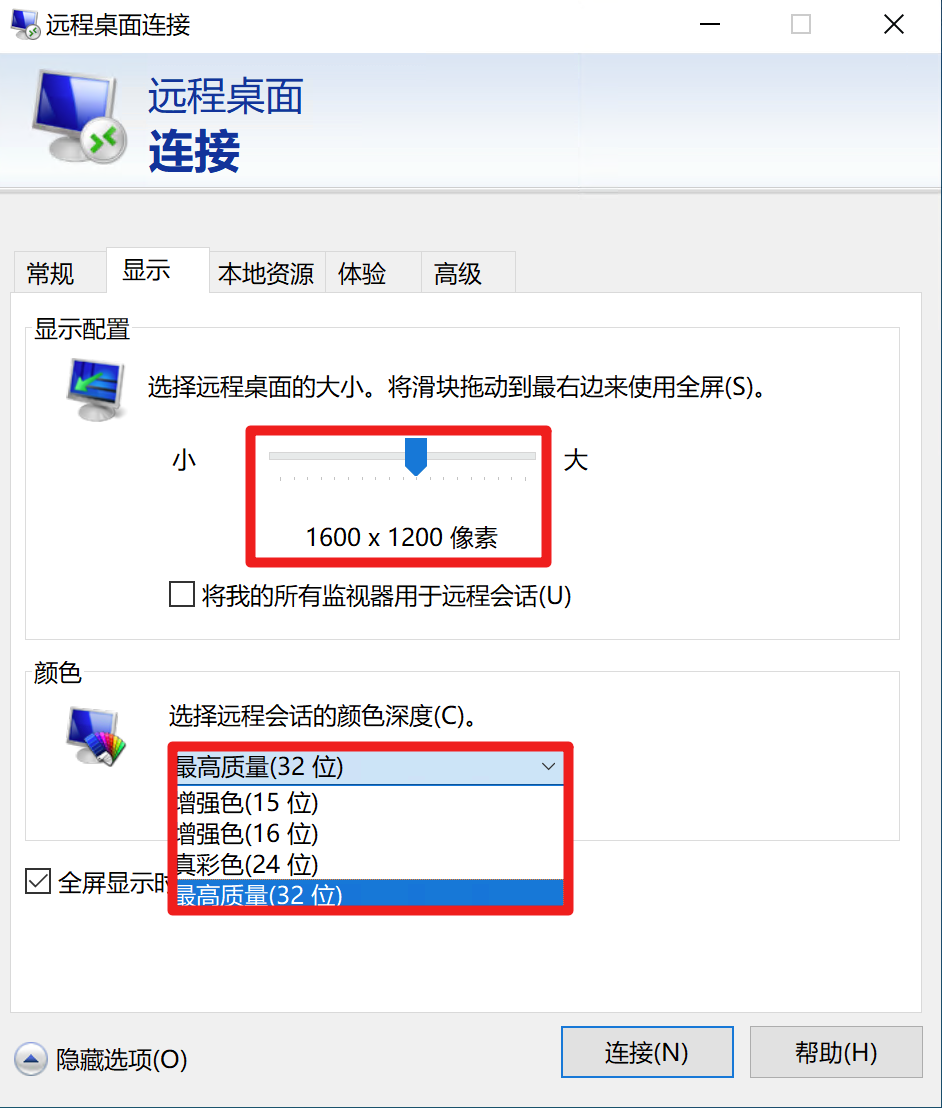 远程桌面连接
远程桌面
连接
常规 显示 本地资源 体验 高级
显示配置
选择远程桌面的大小。将滑块拖动到最右边来使用全屏(S)。
小 大
1600 x 1200 像素
将我的所有监视器用于远程会话(U)
颜色
选择远程会话的颜色深度(C)。
最高质量(32 位)
增强色(15 位)
增强色(16 位)
真彩色(24 位)
全屏显示时
最高质量(32 位)
隐藏选项(O) 连接(N) 帮助(H)